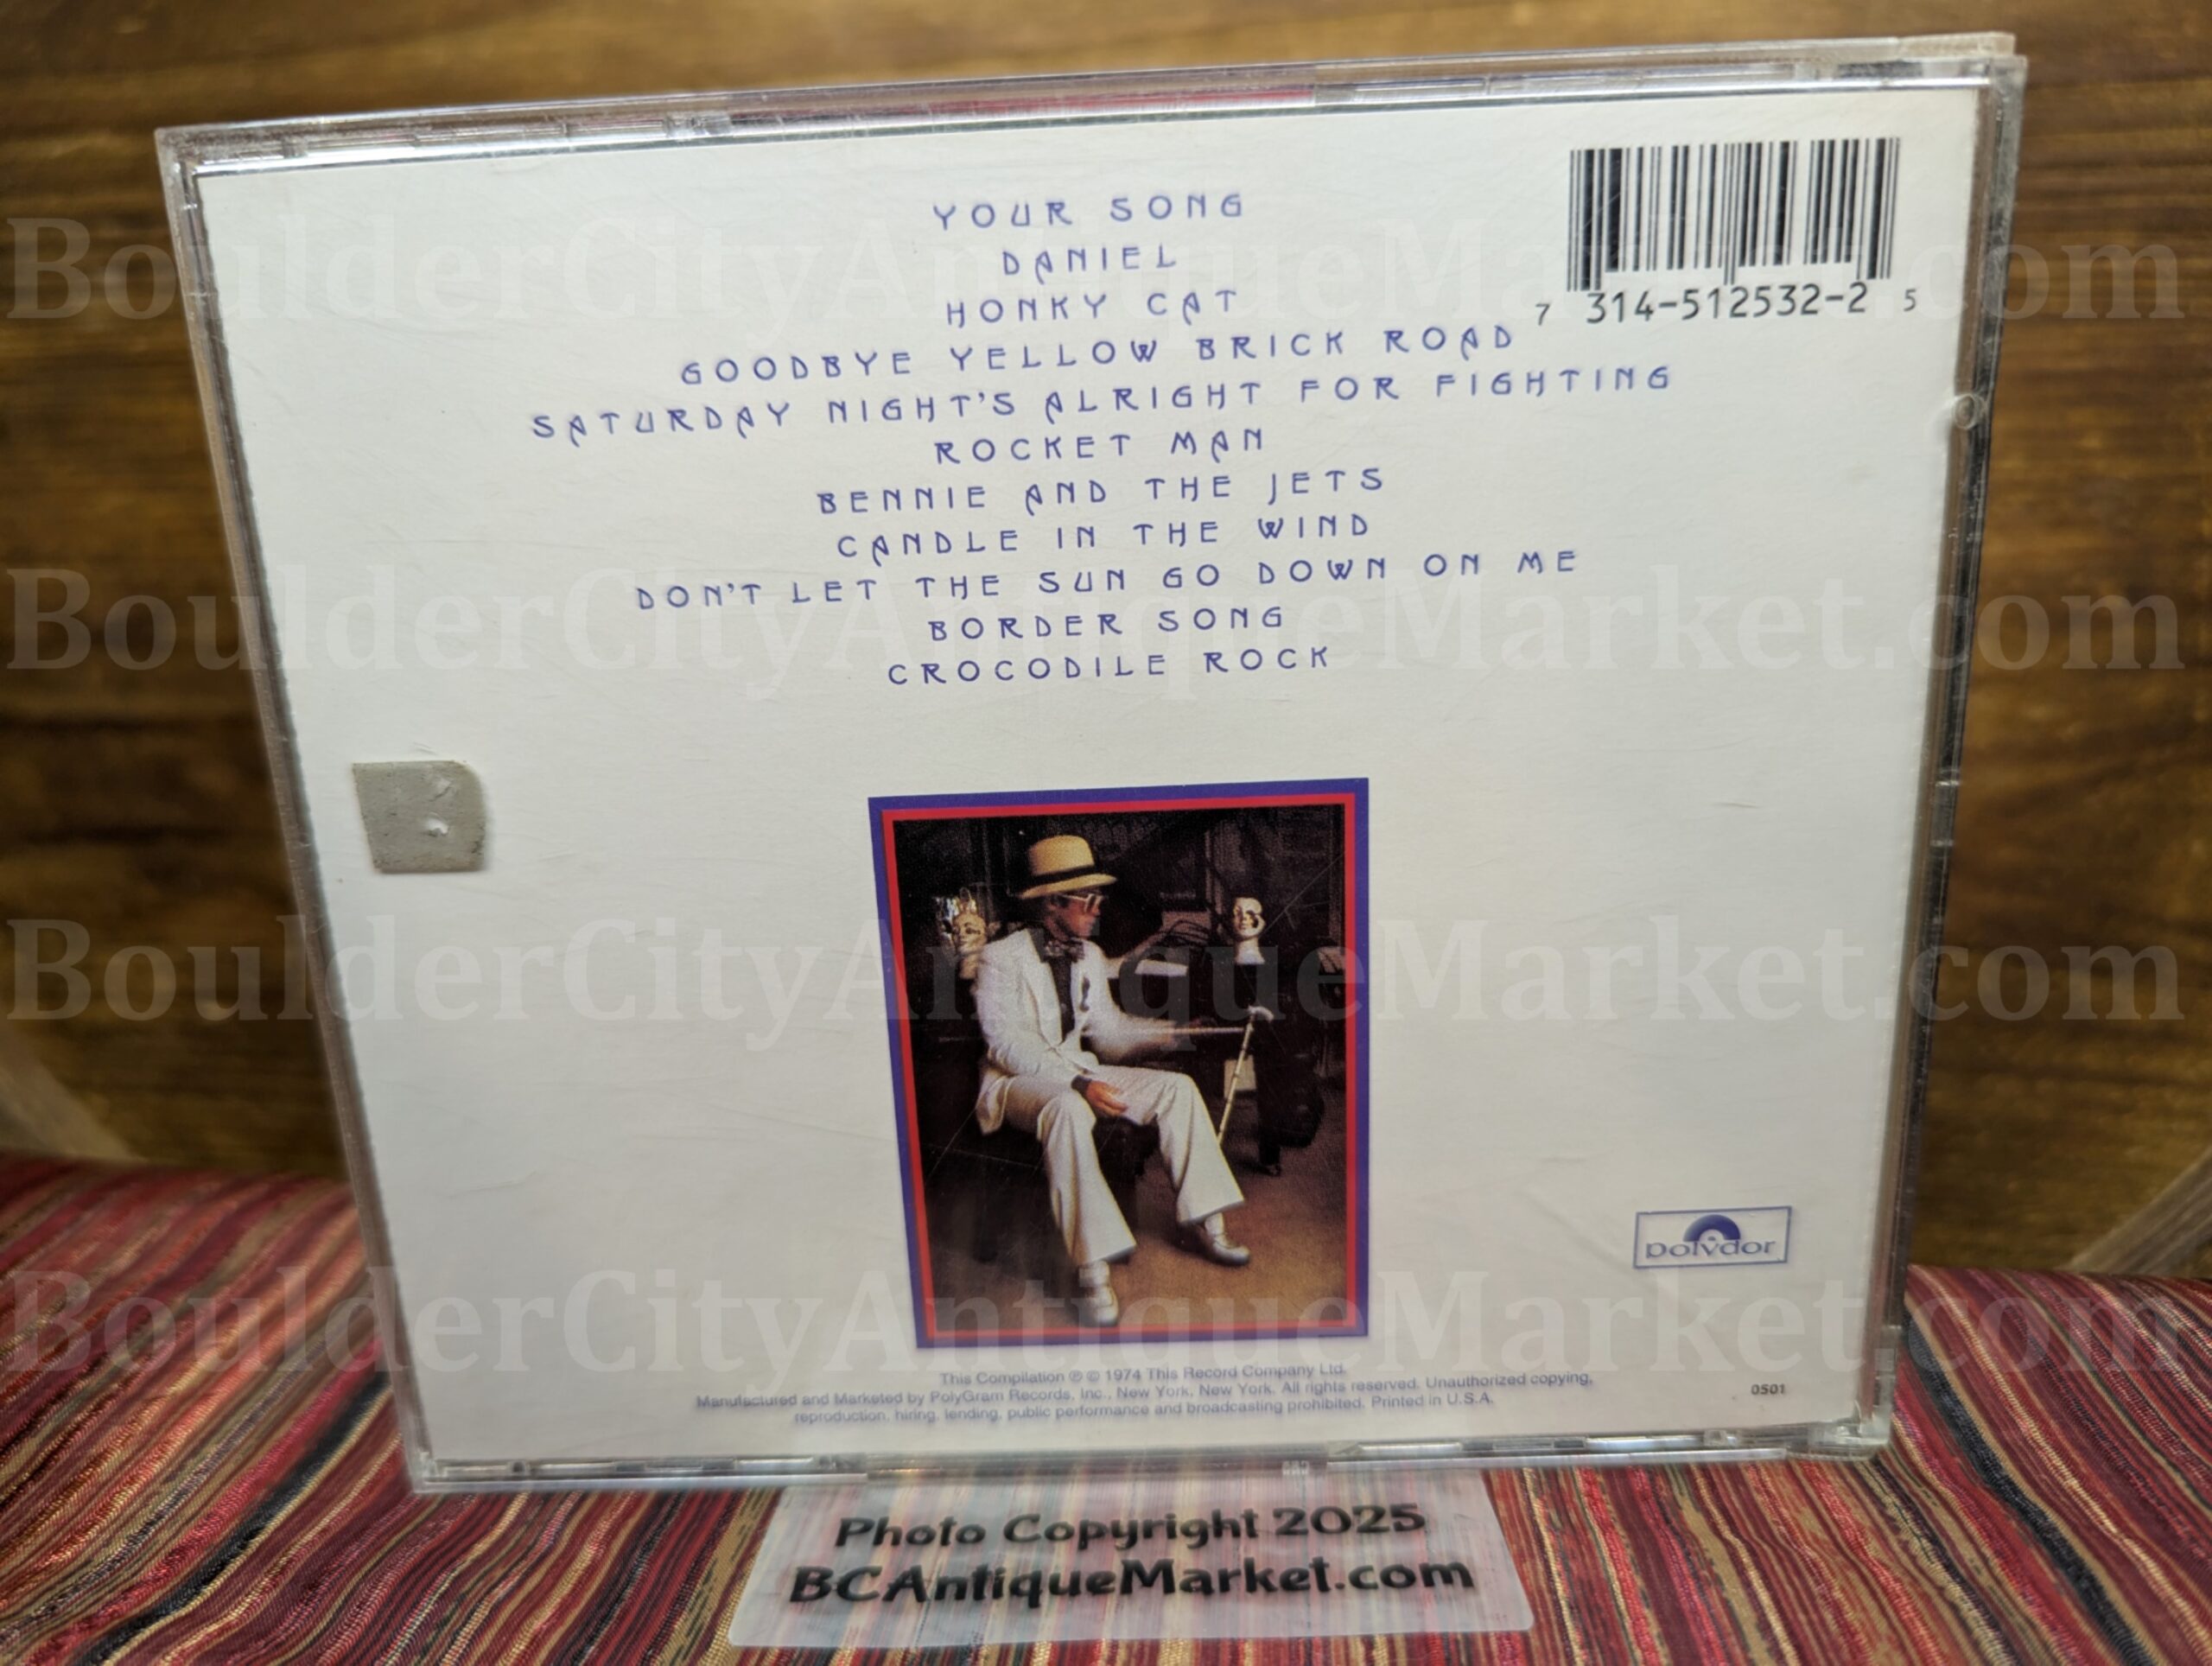 YOUR SONG
DANIEL
HONKY CAT
GOODBYE YELLOW BRICK ROAD
SATURDAY NIGHT'S ALRIGHT FOR FIGHTING
ROCKET MAN
BENNIE AND THE JETS
CANDLE IN THE WIND
DON'T LET THE SUN GO DOWN ON ME
BORDER SONG
CROCODILE ROCK
7 314-512532-2 5
polydor
This Compilation ℗ © 1974 This Record Company Ltd.
Manufactured and Marketed by PolyGram Records, Inc., New York, New York. All rights reserved. Unauthorized copying,
reproduction, hiring, lending, public performance and broadcasting prohibited. Printed in U.S.A.
0501
Photo Copyright 2025
BCAntiqueMarket.com
BoulderCityAntiqueMarket.com
BoulderCityAntiqueMarket.com
BoulderCityAntiqueMarket.com
BoulderCityAntiqueMarket.com